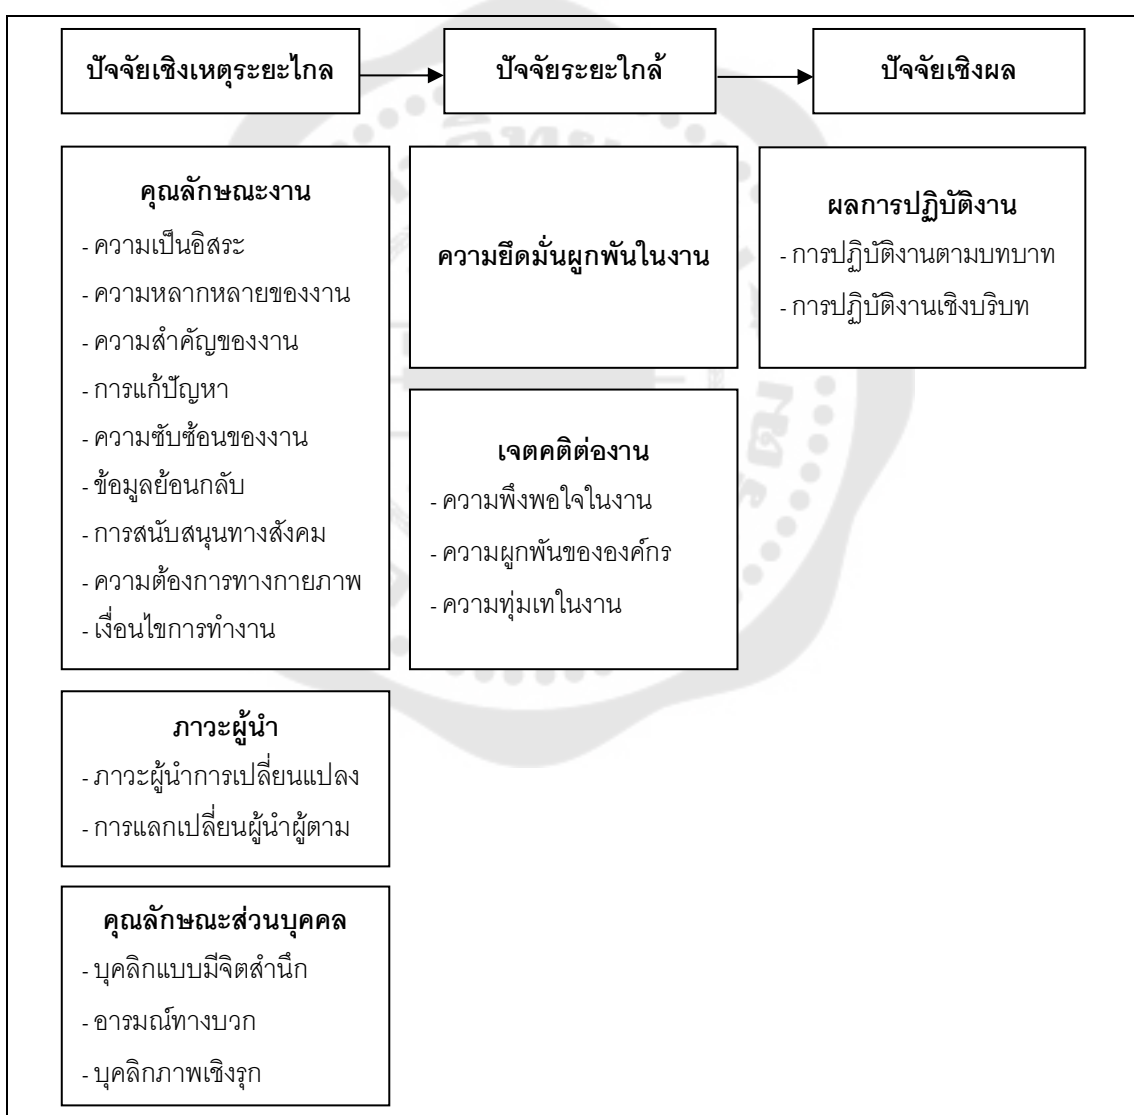 ปัจจัยเชิงเหตุระยะไกล
ปัจจัยระยะใกล้
ปัจจัยเชิงผล
คุณลักษณะงาน
- ความเป็นอิสระ
- ความหลากหลายของงาน
- ความสำคัญของงาน
- การแก้ปัญหา
- ความซับซ้อนของงาน
- ข้อมูลย้อนกลับ
- การสนับสนุนทางสังคม
- ความต้องการทางกายภาพ
- เงื่อนไขการทำงาน
ภาวะผู้นำ
- ภาวะผู้นำการเปลี่ยนแปลง
- การแลกเปลี่ยนผู้นำผู้ตาม
คุณลักษณะส่วนบุคคล
- บุคลิกแบบมีจิตสำนึก
- อารมณ์ทางบวก
- บุคลิกภาพเชิงรุก
ความยึดมั่นผูกพันในงาน
เจตคติต่องาน
- ความพึงพอใจในงาน
- ความผูกพันขององค์กร
- ความทุ่มเทในงาน
ผลการปฏิบัติงาน
- การปฏิบัติงานตามบทบาท
- การปฏิบัติงานเชิงบริบท